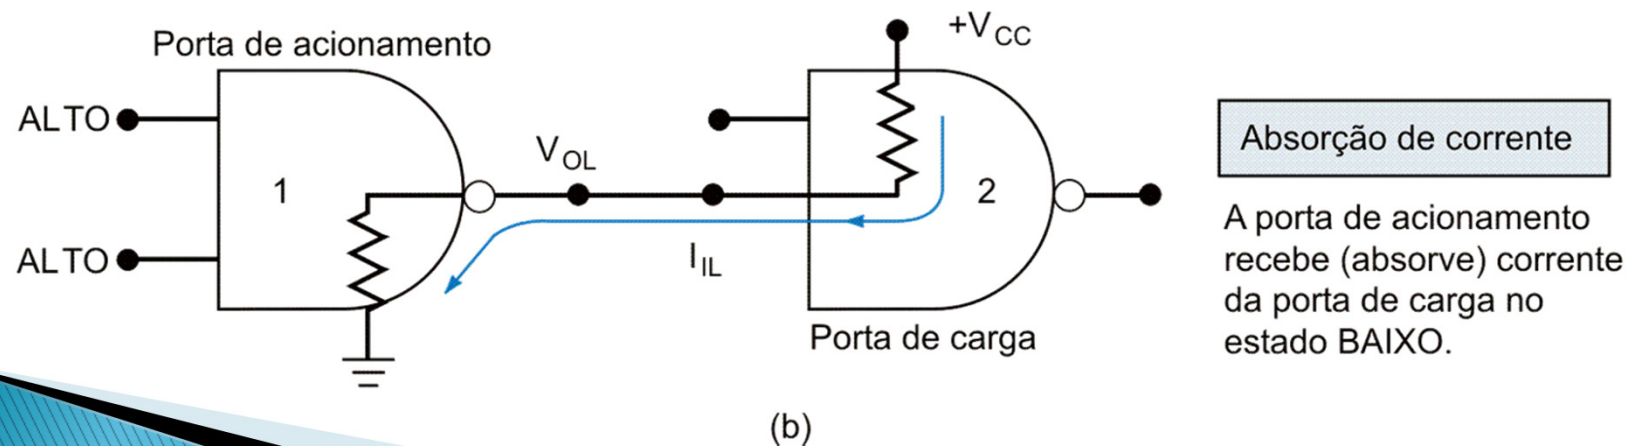 Porta de acionamento
+VCC
ALTO
1
VOL
2
ALTO
IIL
Porta de carga
Absorção de corrente
A porta de acionamento
recebe (absorve) corrente
da porta de carga no
estado BAIXO.
(b)